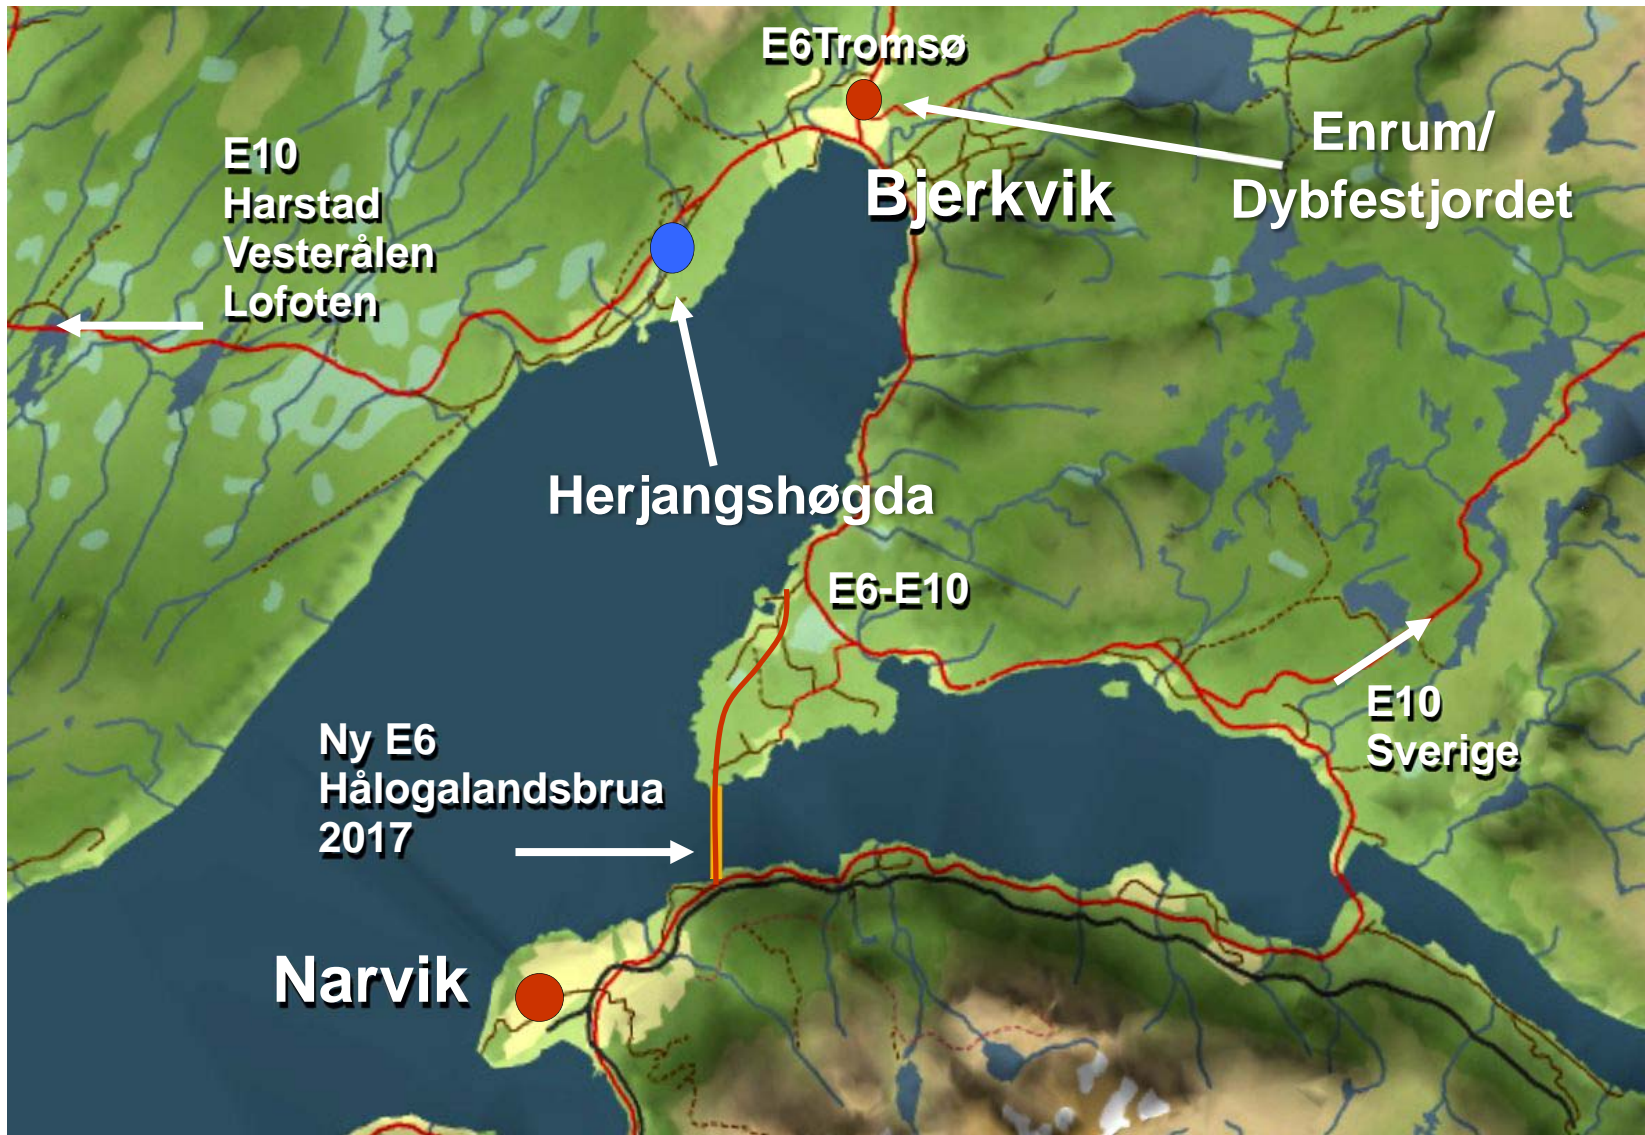 E6Tromsø
Enrum/
Dybfestjordet
E10
Harstad
Vesterålen
Lofoten
Bjerkvik
Herjangshøgda
E6-E10
E10
Sverige
Ny E6
Hålogalandsbrua
2017
Narvik